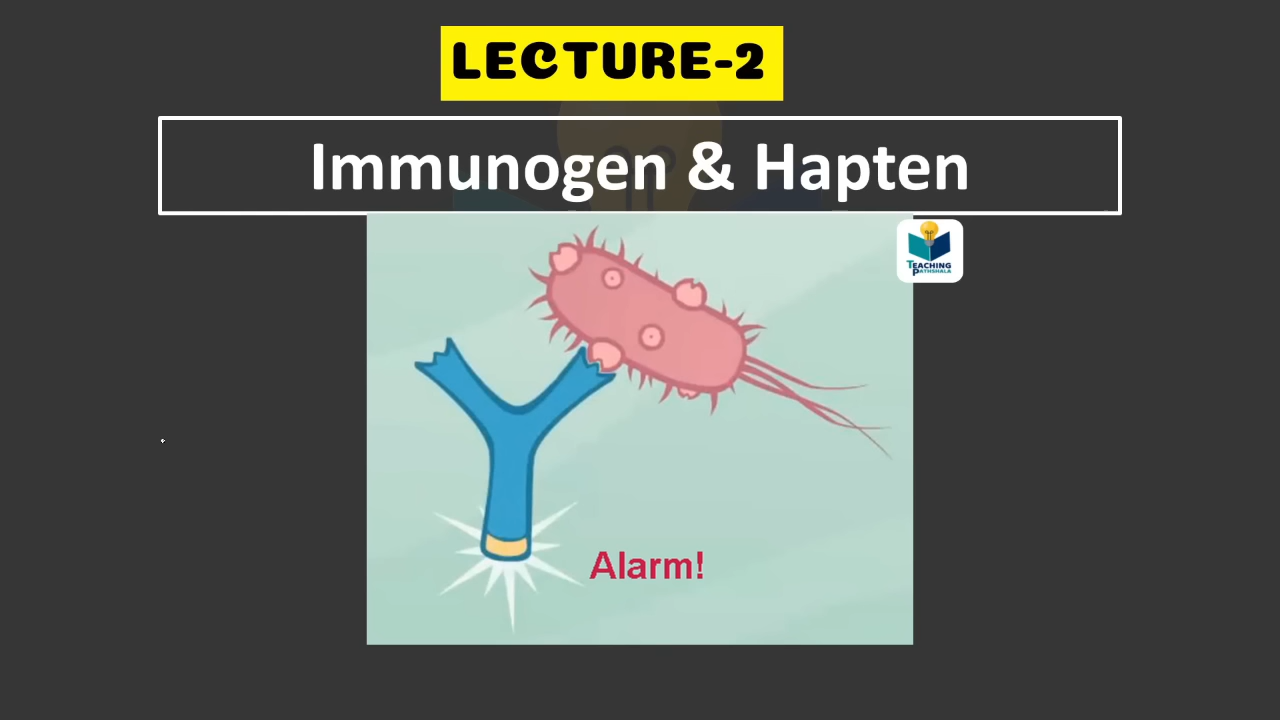 LECTURE-2
Immunogen & Hapten
TEACHING
PATHSHALA
Alarm!